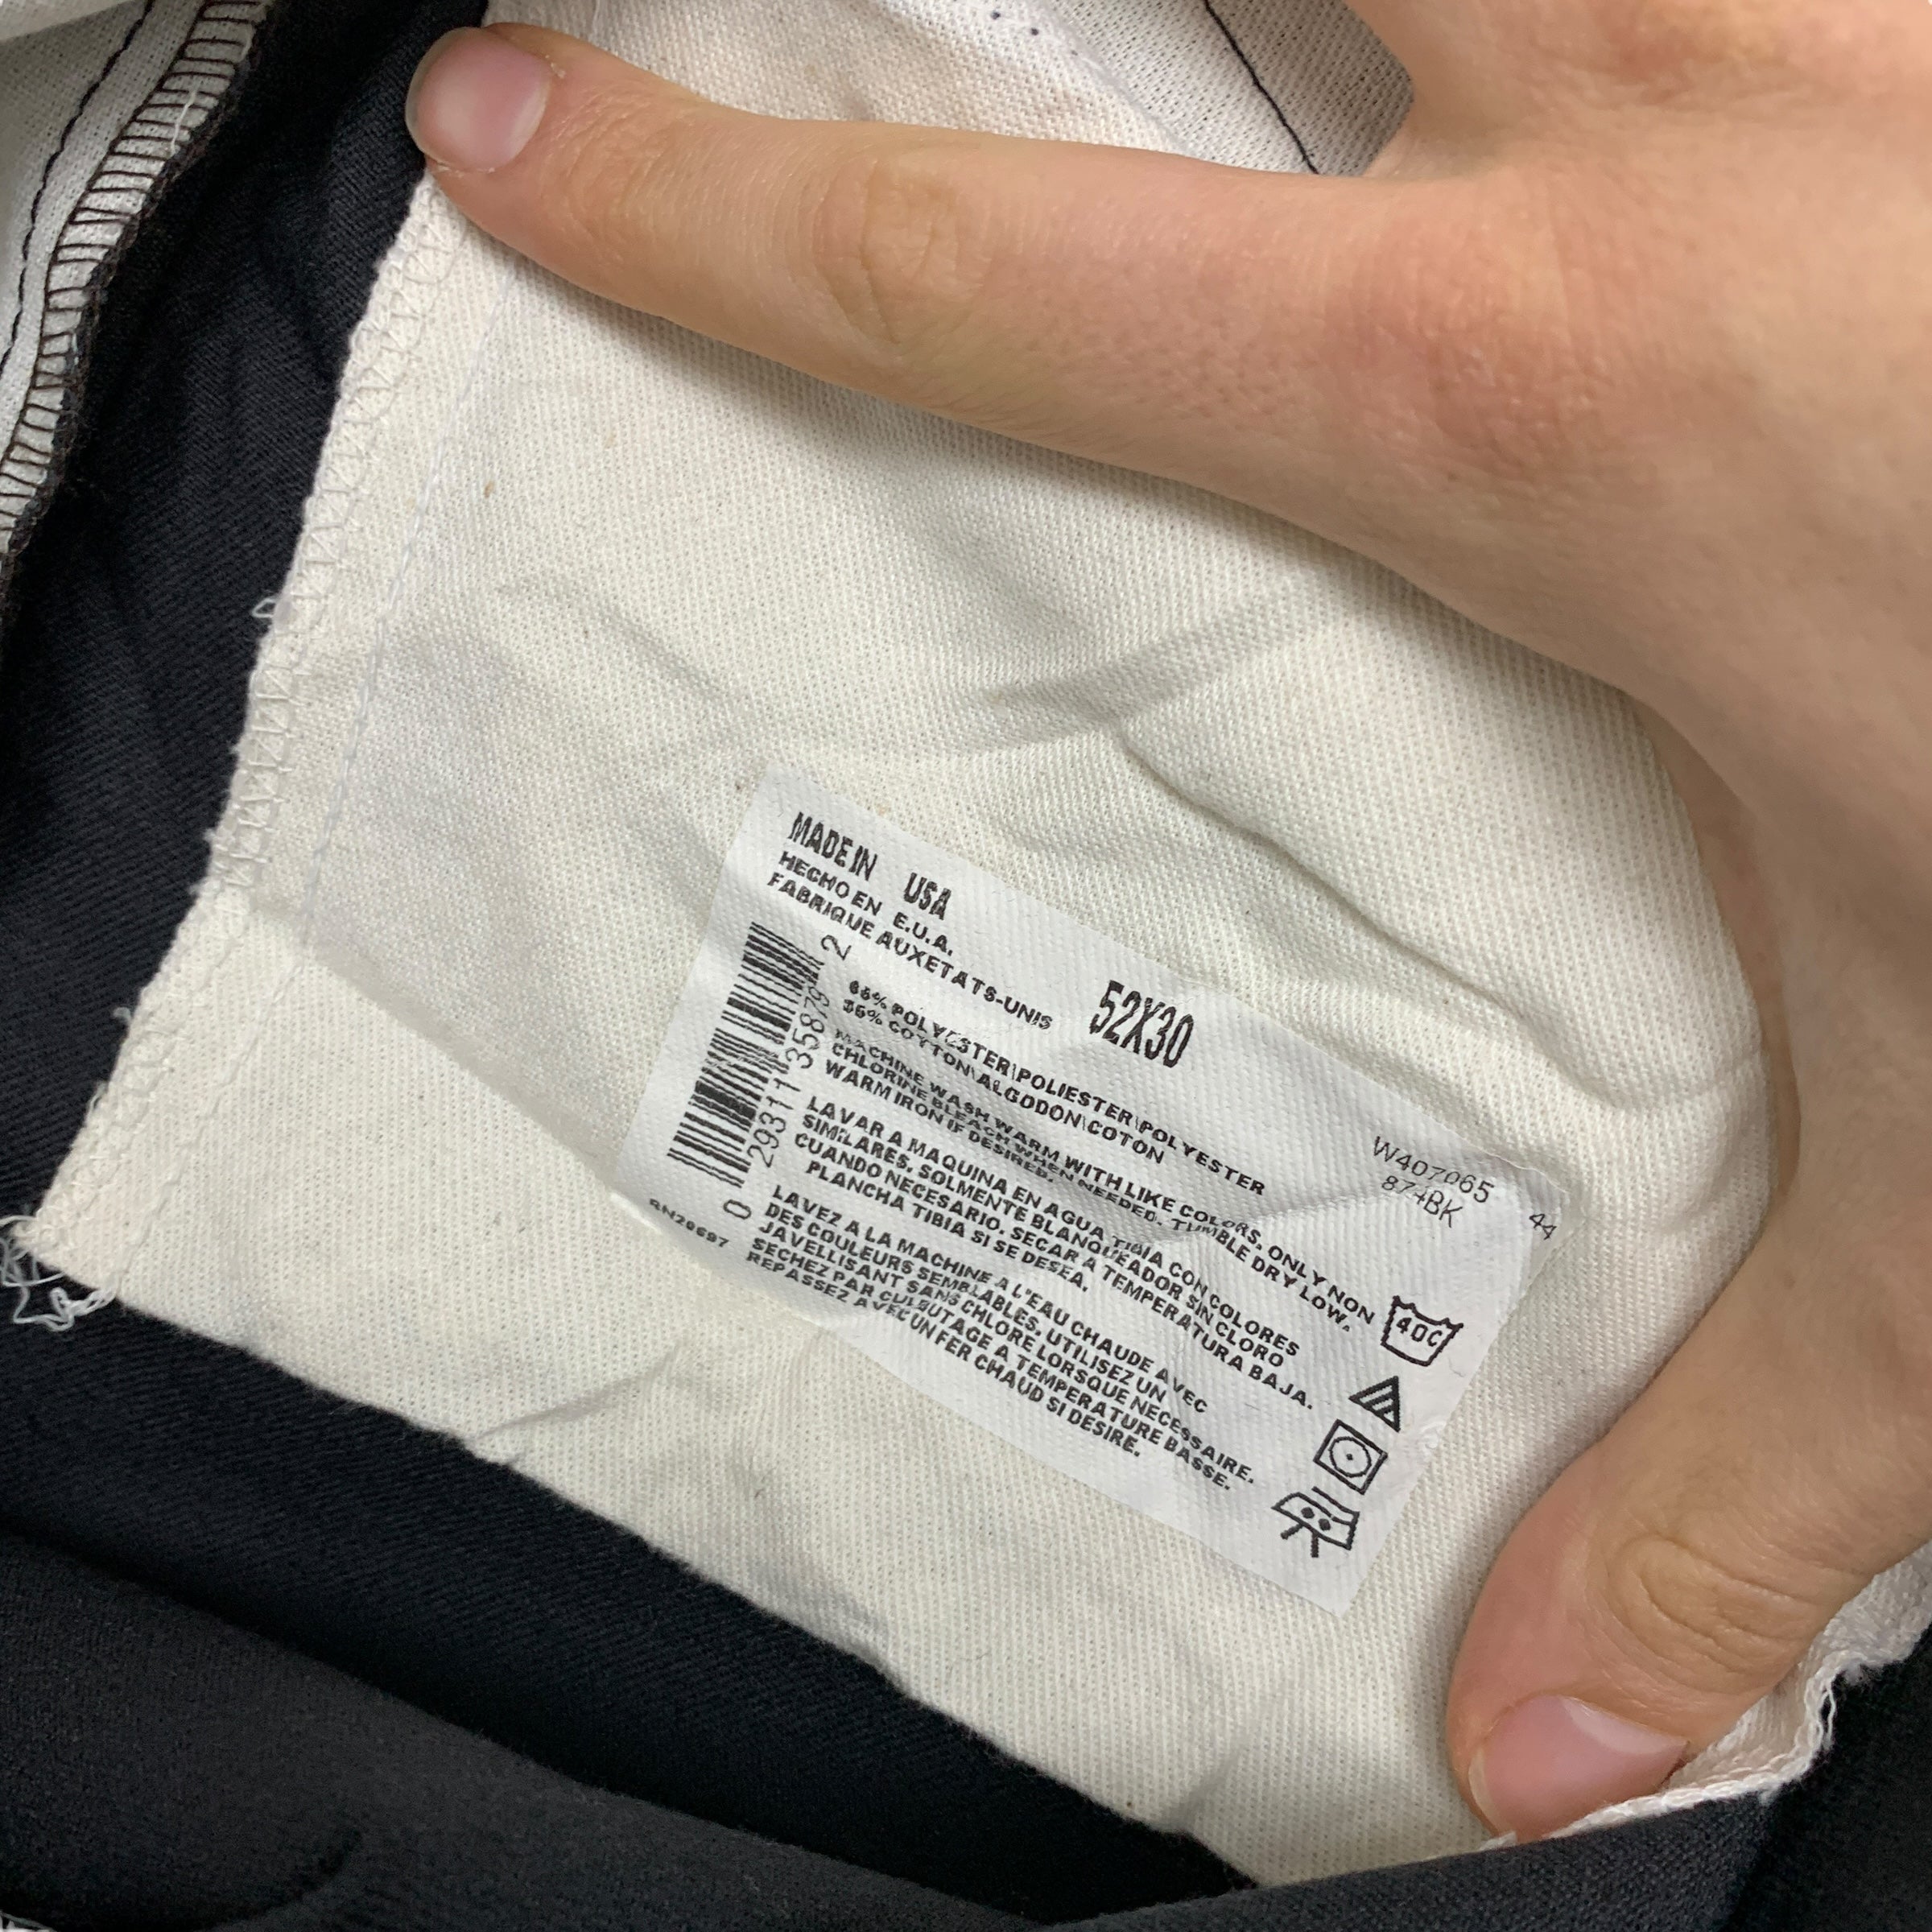 MADE IN USA
HECHO EN E.U.A.
FABRIQUE AUXETATS-UNIS
52X30
65% POLYESTER\POLIESTER\POLYESTER
35% COTTON\ALGODON\COTON
MACHINE WASH WARM WITH LIKE COLORS. ONLY NON
CHLORINE BLEACH WHEN NEEDED. TUMBLE DRY LOW.
WARM IRON IF DESIRED.
LAVAR A MAQUINA EN AGUA TIBIA CON COLORES
SIMILARES. SOLMENTE BLANQUEADOR SIN CLORO
CUANDO NECESARIO. SECAR A TEMPERATURA BAJA.
PLANCHA TIBIA SI SE DESEA.
LAVEZ A LA MACHINE A L'EAU CHAUDE AVEC
DES COULEURS SEMBLABLES. UTILISEZ UN
JAVELLISANT SANS CHLORE LORSQUE NECESSAIRE.
SECHEZ PAR CULBUTAGE A TEMPERATURE BASSE.
REPASSEZ AVEC UN FER CHAUD SI DESIRE.
0 29311 35879 2
RN20697
W407065
874BK
44
40C